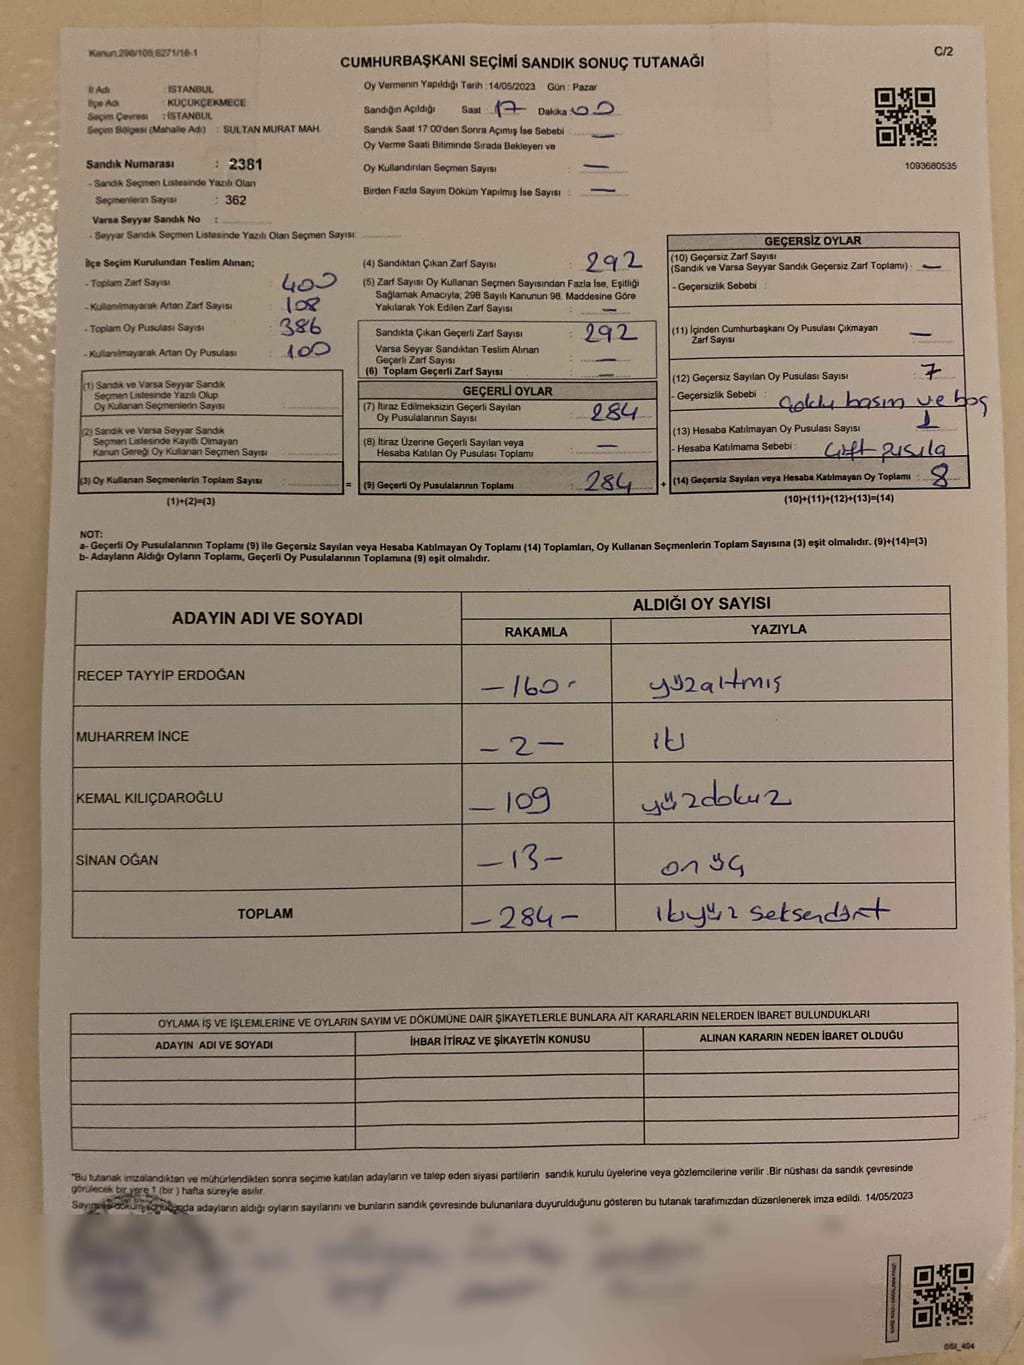 Kanun:298/105;6271/16-1
C/2
CUMHURBAŞKANI SEÇİMİ SANDIK SONUÇ TUTANAĞI
İl Adı : İSTANBUL
İlçe Adı : KÜÇÜKÇEKMECE
Seçim Çevresi : İSTANBUL
Seçim Bölgesi (Mahalle Adı) : SULTAN MURAT MAH.
Sandık Numarası : 2381
- Sandık Seçmen Listesinde Yazılı Olan
Seçmenlerin Sayısı : 362
Varsa Seyyar Sandık No :
- Seyyar Sandık Seçmen Listesinde Yazılı Olan Seçmen Sayısı:
Oy Vermenin Yapıldığı Tarih : 14/05/2023 Gün : Pazar
Sandığın Açıldığı Saat : 17 Dakika : 00
Sandık Saat 17:00'den Sonra Açımış İse Sebebi : —
Oy Verme Saati Bitiminde Sırada Bekleyen ve
Oy Kullandırılan Seçmen Sayısı : —
Birden Fazla Sayım Döküm Yapılmış İse Sayısı : —
1093680535
İlçe Seçim Kurulundan Teslim Alınan;
- Toplam Zarf Sayısı : 400
- Kullanılmayarak Artan Zarf Sayısı : 108
- Toplam Oy Pusulası Sayısı : 386
- Kullanılmayarak Artan Oy Pusulası : 100
(1) Sandık ve Varsa Seyyar Sandık
Seçmen Listesinde Yazılı Olup
Oy Kullanan Seçmenlerin Sayısı :
(2) Sandık ve Varsa Seyyar Sandık
Seçmen Listesinde Kayıtlı Olmayan
Kanun Gereği Oy Kullanan Seçmen Sayısı :
(3) Oy Kullanan Seçmenlerin Toplam Sayısı :
(1)+(2)=(3)
(4) Sandıktan Çıkan Zarf Sayısı : 292
(5) Zarf Sayısı Oy Kullanan Seçmen Sayısından Fazla İse, Eşitliği
Sağlamak Amacıyla, 298 Sayılı Kanunun 98. Maddesine Göre
Yakılarak Yok Edilen Zarf Sayısı : —
Sandıkta Çıkan Geçerli Zarf Sayısı : 292
Varsa Seyyar Sandıktan Teslim Alınan
Geçerli Zarf Sayısı : —
(6) Toplam Geçerli Zarf Sayısı : —
GEÇERLİ OYLAR
(7) İtiraz Edilmeksizin Geçerli Sayılan
Oy Pusulalarının Sayısı : 284
(8) İtiraz Üzerine Geçerli Sayılan veya
Hesaba Katılan Oy Pusulası Toplamı : —
= (9) Geçerli Oy Pusulalarının Toplamı : 284 +
GEÇERSİZ OYLAR
(10) Geçersiz Zarf Sayısı
(Sandık ve Varsa Seyyar Sandık Geçersiz Zarf Toplamı) : —
- Geçersizlik Sebebi :
(11) İçinden Cumhurbaşkanı Oy Pusulası Çıkmayan
Zarf Sayısı : —
(12) Geçersiz Sayılan Oy Pusulası Sayısı : 7
- Geçersizlik Sebebi : çoklu basım ve boş
(13) Hesaba Katılmayan Oy Pusulası Sayısı : 1
- Hesaba Katılmama Sebebi : çift pusula
(14) Geçersiz Sayılan veya Hesaba Katılmayan Oy Toplamı : 8
(10)+(11)+(12)+(13)=(14)
NOT:
a- Geçerli Oy Pusulalarının Toplamı (9) ile Geçersiz Sayılan veya Hesaba Katılmayan Oy Toplamı (14) Toplamları, Oy Kullanan Seçmenlerin Toplam Sayısına (3) eşit olmalıdır. (9)+(14)=(3)
b- Adayların Aldığı Oyların Toplamı, Geçerli Oy Pusulalarının Toplamına (9) eşit olmalıdır.
ADAYIN ADI VE SOYADI
ALDIĞI OY SAYISI
RAKAMLA YAZIYLA
RECEP TAYYİP ERDOĞAN -160- yüzaltmış
MUHARREM İNCE -2- iki
KEMAL KILIÇDAROĞLU -109 yüzdokuz
SİNAN OĞAN -13- onüç
TOPLAM -284- ikiyüz seksendört
OYLAMA İŞ VE İŞLEMLERİNE VE OYLARIN SAYIM VE DÖKÜMÜNE DAİR ŞİKAYETLERLE BUNLARA AİT KARARLARIN NELERDEN İBARET BULUNDUKLARI
ADAYIN ADI VE SOYADI İHBAR İTİRAZ VE ŞİKAYETİN KONUSU ALINAN KARARIN NEDEN İBARET OLDUĞU
*Bu tutanak imzalandıktan ve mühürlendikten sonra seçime katılan adayların ve talep eden siyasi partilerin sandık kurulu üyelerine veya gözlemcilerine verilir .Bir nüshası da sandık çevresinde
görülecek bir yere 1 (bir ) hafta süreyle asılır.
Sayım ve döküm sonucunda adayların aldığı oyların sayılarını ve bunların sandık çevresinde bulunanlara duyurulduğunu gösteren bu tutanak tarafımızdan düzenlenerek imza edildi. 14/05/2023